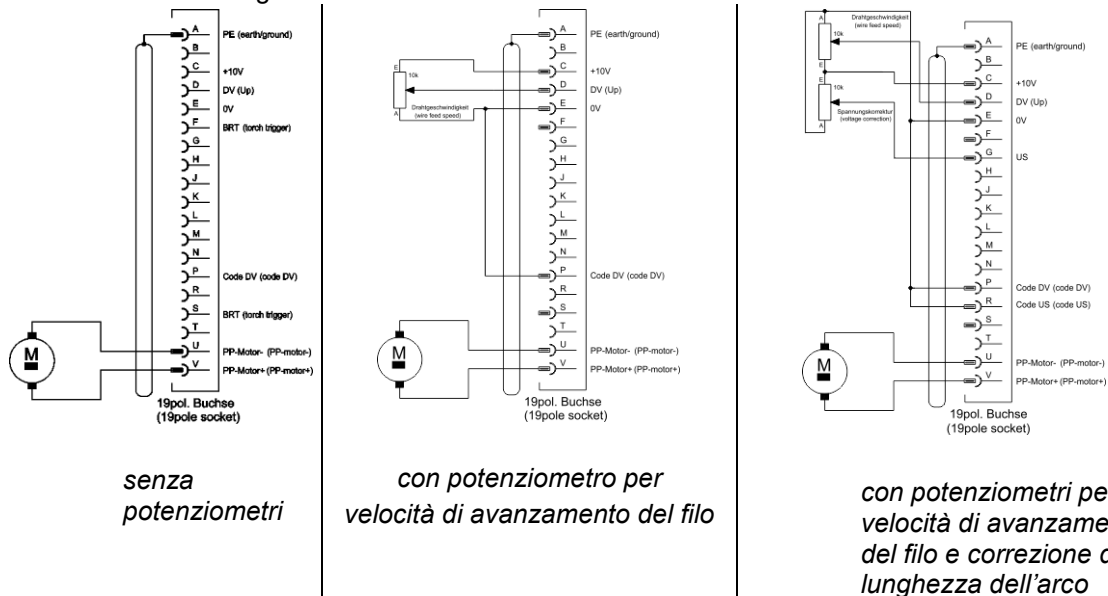 A PE (earth/ground)
B
C +10V
D DV (Up)
E 0V
F BRT (torch trigger)
G
H
J
K
L
M
N
P Code DV (code DV)
R
S BRT (torch trigger)
T
U PP-Motor- (PP-motor-)
V PP-Motor+ (PP-motor+)
M
19pol. Buchse
(19pole socket)
senza
potenziometri
A PE (earth/ground)
B
C +10V
D DV (Up)
E 0V
F
G
H
J
K
L
M
N
P Code DV (code DV)
R
S
T
U PP-Motor- (PP-motor-)
V PP-Motor+ (PP-motor+)
E
10k
Drahtgeschwindigkeit
(wire feed speed)
A
M
19pol. Buchse
(19pole socket)
con potenziometro per
velocità di avanzamento del filo
A
Drahtgeschwindigkeit
(wire feed speed)
10k
E
E
10k
Spannungskorrektur
(voltage correction)
A
A PE (earth/ground)
B
C +10V
D DV (Up)
E 0V
F
G US
H
J
K
L
M
N
P Code DV (code DV)
R Code US (code US)
S
T
U PP-Motor- (PP-motor-)
V PP-Motor+ (PP-motor+)
M
19pol. Buchse
(19pole socket)
con potenziometri pe
velocità di avanzame
del filo e correzione
lunghezza dell'arco